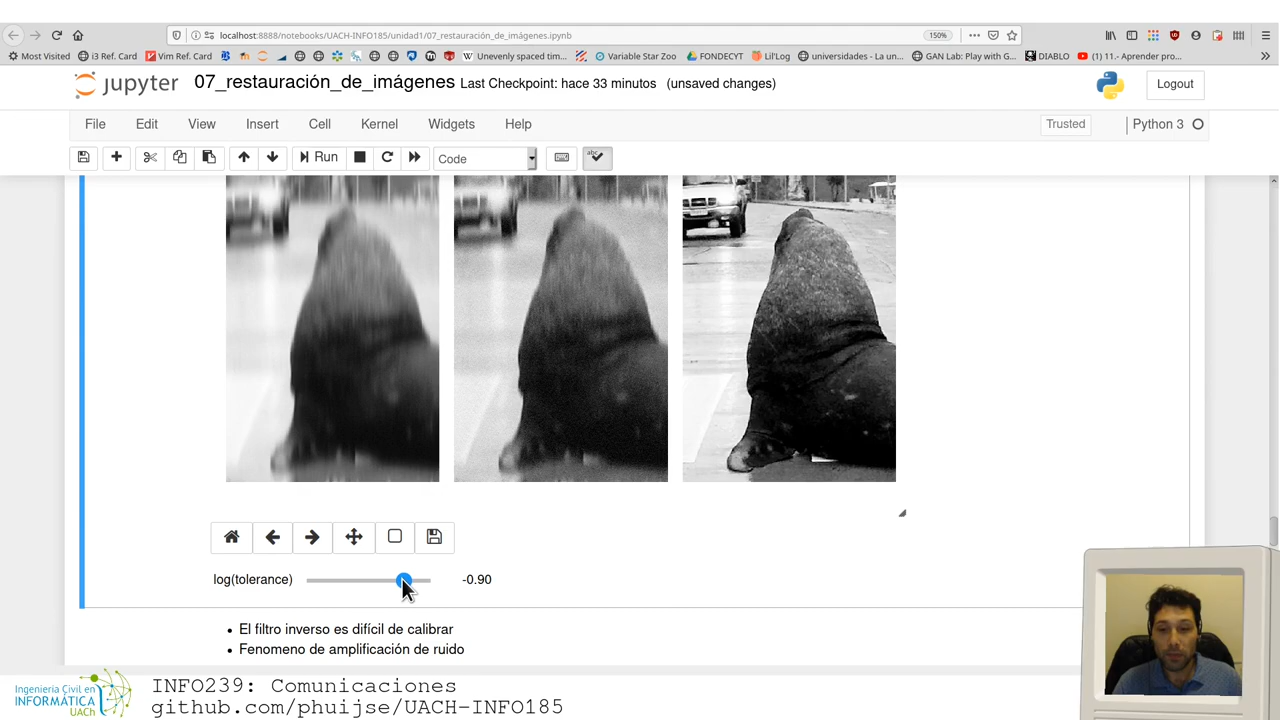 localhost:8888/notebooks/UACH-INFO185/unidad1/07_restauración_de_imágenes.ipynb
150%
Most Visited
i3 Ref. Card
Vim Ref. Card
Unevenly spaced tim...
Variable Star Zoo
FONDECYT
Lil'Log
universidades - La un...
GAN Lab: Play with G...
DIABLO
(1) 11.- Aprender pro...
jupyter
07_restauración_de_imágenes Last Checkpoint: hace 33 minutos (unsaved changes)
Logout
File Edit View Insert Cell Kernel Widgets Help
Trusted
Python 3
Run
Code
abc
log(tolerance)
-0.90
• El filtro inverso es difícil de calibrar
• Fenomeno de amplificación de ruido
Ingeniería Civil en
INFORMÁTICA
UACh
INFO239: Comunicaciones
github.com/phuijse/UACH-INFO185